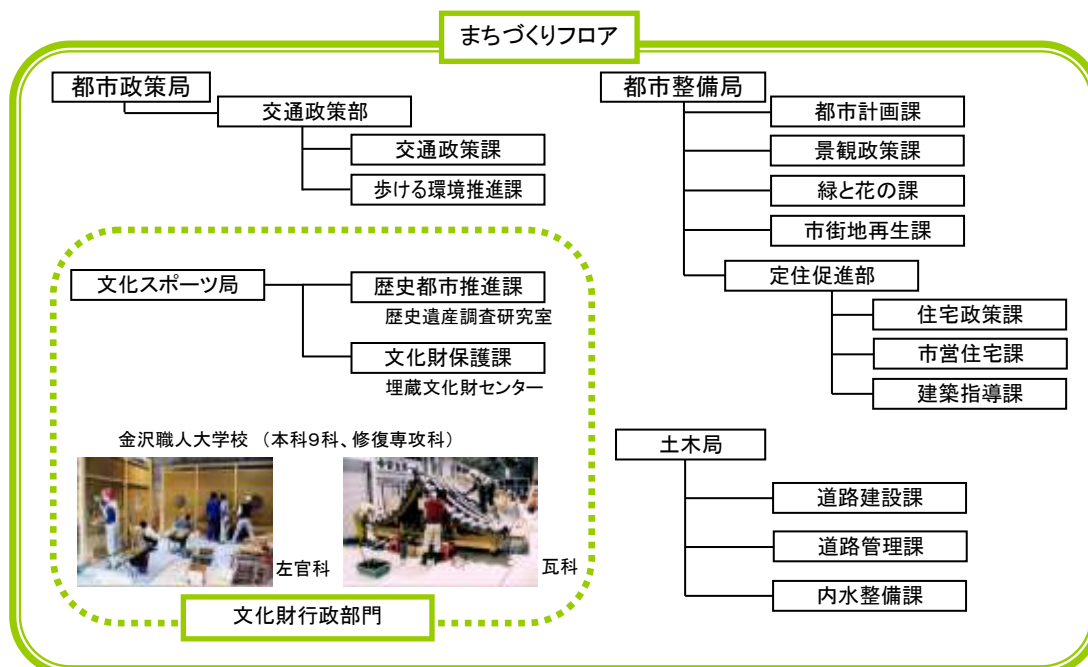 まちづくりフロア
都市政策局
交通政策部
交通政策課
歩ける環境推進課
文化スポーツ局
歴史都市推進課
歴史遺産調査研究室
文化財保護課
埋蔵文化財センター
金沢職人大学校 (本科9科、修復専攻科)
左官科
瓦科
文化財行政部門
都市整備局
都市計画課
景観政策課
緑と花の課
市街地再生課
定住促進部
住宅政策課
市営住宅課
建築指導課
土木局
道路建設課
道路管理課
内水整備課